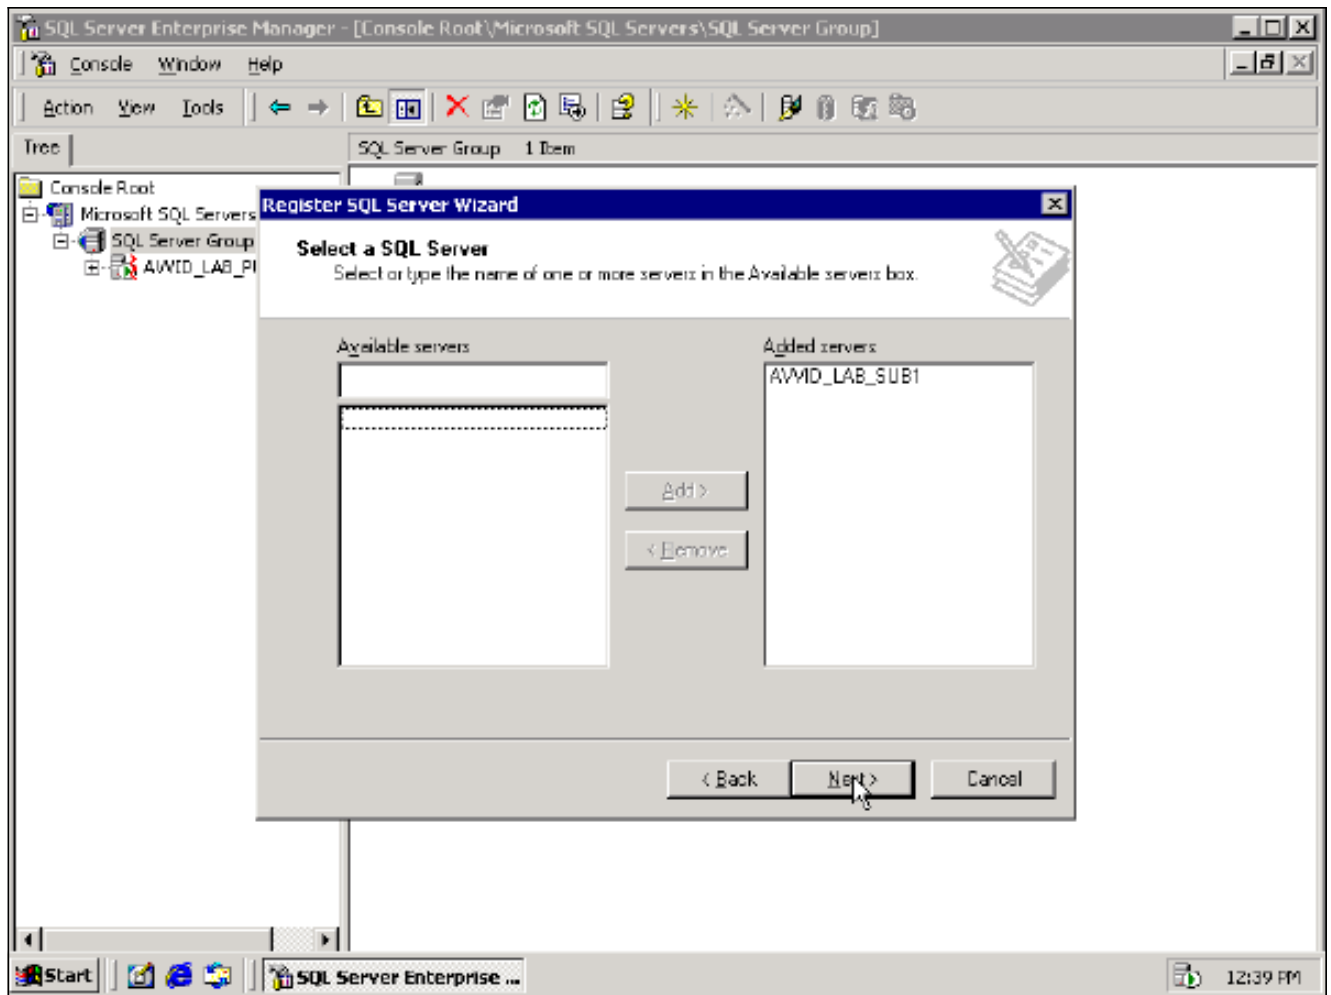 SQL Server Enterprise Manager - [Console Root\Microsoft SQL Servers\SQL Server Group]
Console Window Help
Action View Tools
Tree
SQL Server Group 1 Item
Console Root
Microsoft SQL Servers
SQL Server Group
AVVID_LAB_P
Register SQL Server Wizard
Select a SQL Server
Select or type the name of one or more servers in the Available servers box.
Available servers
Added servers
AVVID_LAB_SUB1
Add >
< Remove
< Back Next > Cancel
Start SQL Server Enterprise ... 12:39 PM